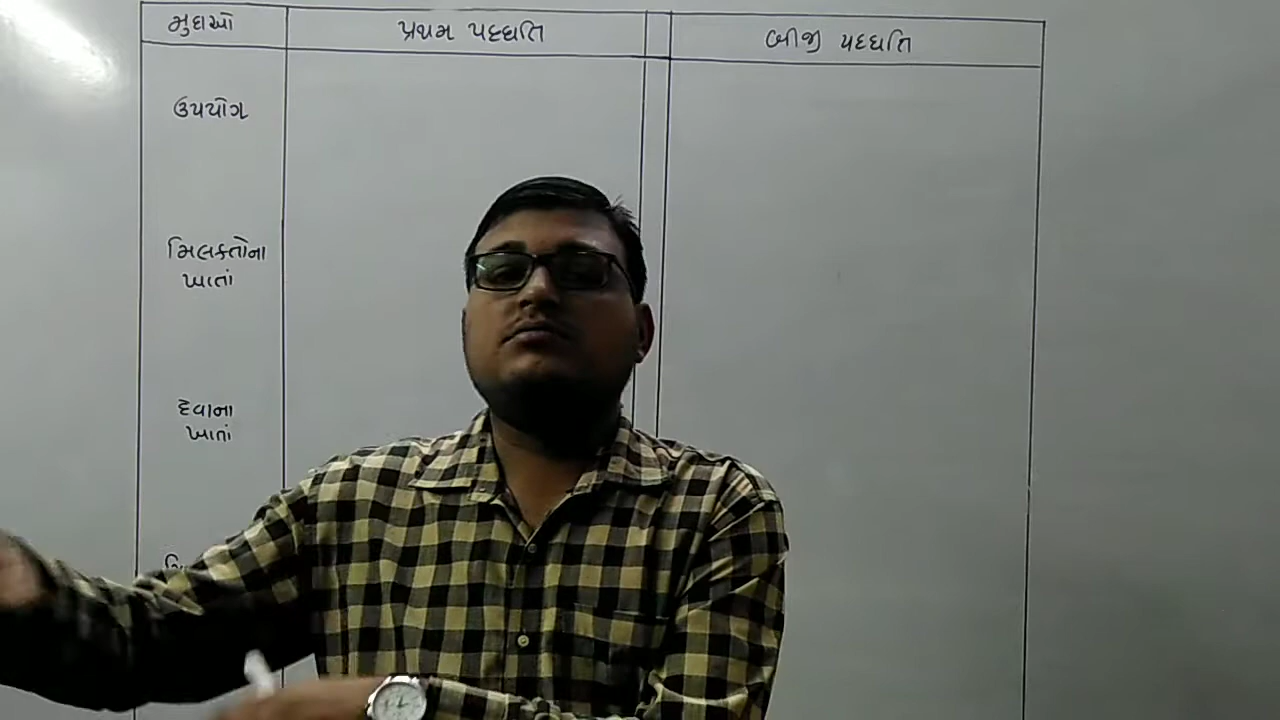 મુદ્દાઓ
પ્રથમ પદ્ધતિ
બીજી પદ્ધતિ
ઉપયોગ
મિલકતોના
ખાતાં
દેવાના
ખાતાં